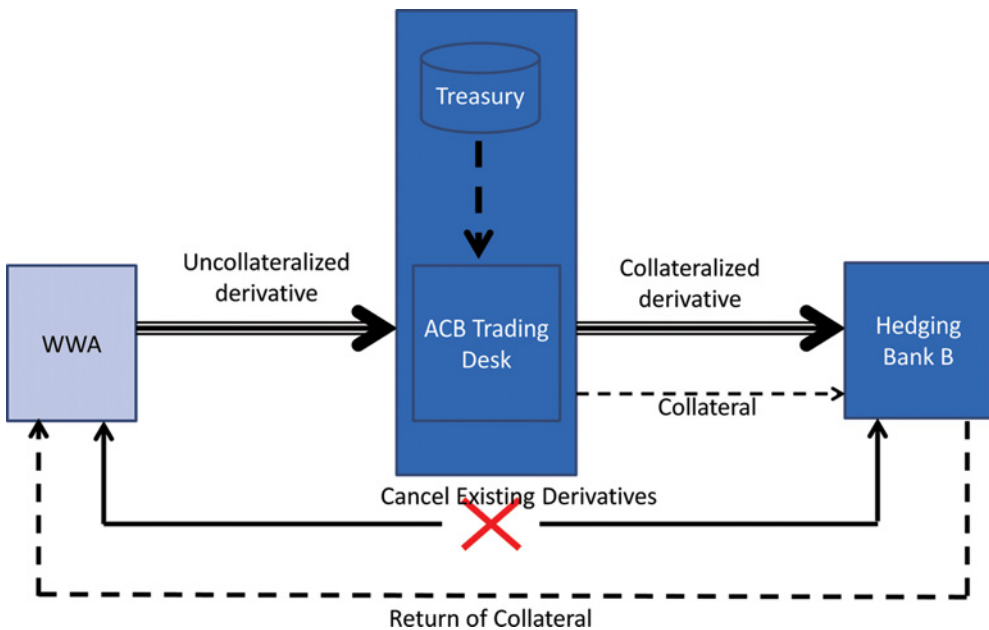 Treasury
Uncollateralized
derivative
Collateralized
derivative
WWA
ACB Trading
Desk
Hedging
Bank B
Collateral
Cancel Existing Derivatives
Return of Collateral